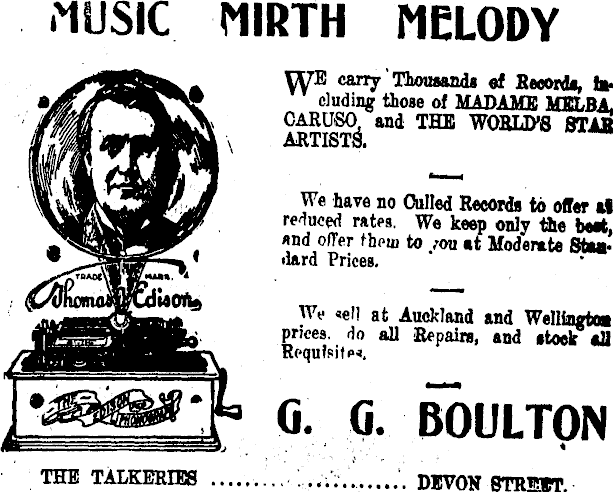 MUSIC MIRTH MELODY
WE carry Thousands of Records, in-
cluding those of MADAME MELBA,
CARUSO, and THE WORLD'S STAR
ARTISTS.
We have no Culled Records to offer at
reduced rates. We keep only the best,
and offer them to you at Moderate Stan-
dard Prices.
We sell at Auckland and Wellington
prices, do all Repairs, and stock all
Requisites.
TRADE MARK
Thomas A Edison
THE EDISON PHONOGRAPH
G. G. BOULTON
THE TALKERIES ........................ DEVON STREET.